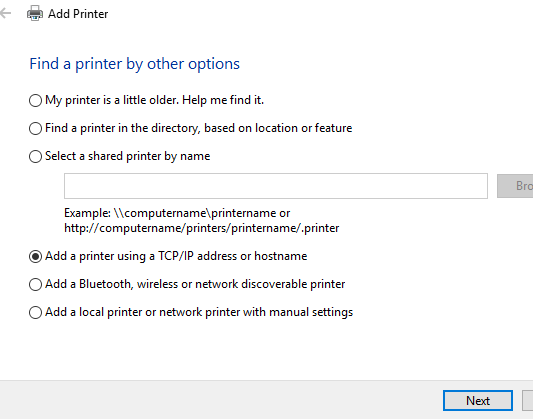 Add Printer
Find a printer by other options
My printer is a little older. Help me find it.
Find a printer in the directory, based on location or feature
Select a shared printer by name
Bro
Example: \\computername\printername or
http://computername/printers/printername/.printer
Add a printer using a TCP/IP address or hostname
Add a Bluetooth, wireless or network discoverable printer
Add a local printer or network printer with manual settings
Next